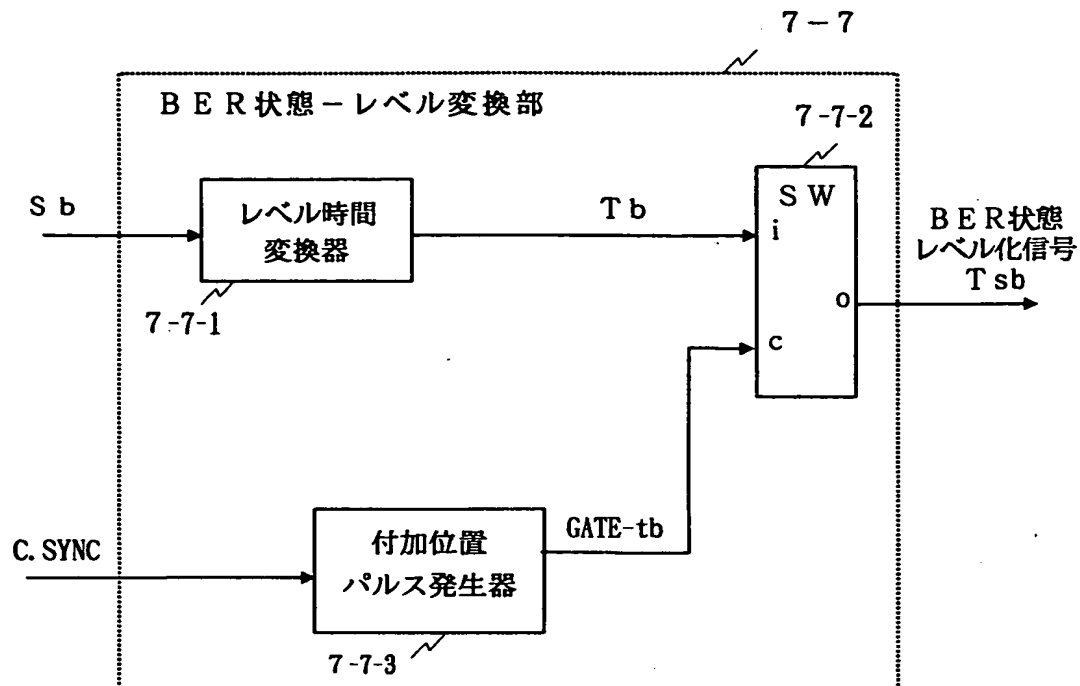 7-7
BER状態-レベル変換部
7-7-2
Sb
レベル時間
変換器
Tb
SW
i
o
c
BER状態
レベル化信号
Tsb
7-7-1
C.SYNC
付加位置
パルス発生器
GATE-tb
7-7-3